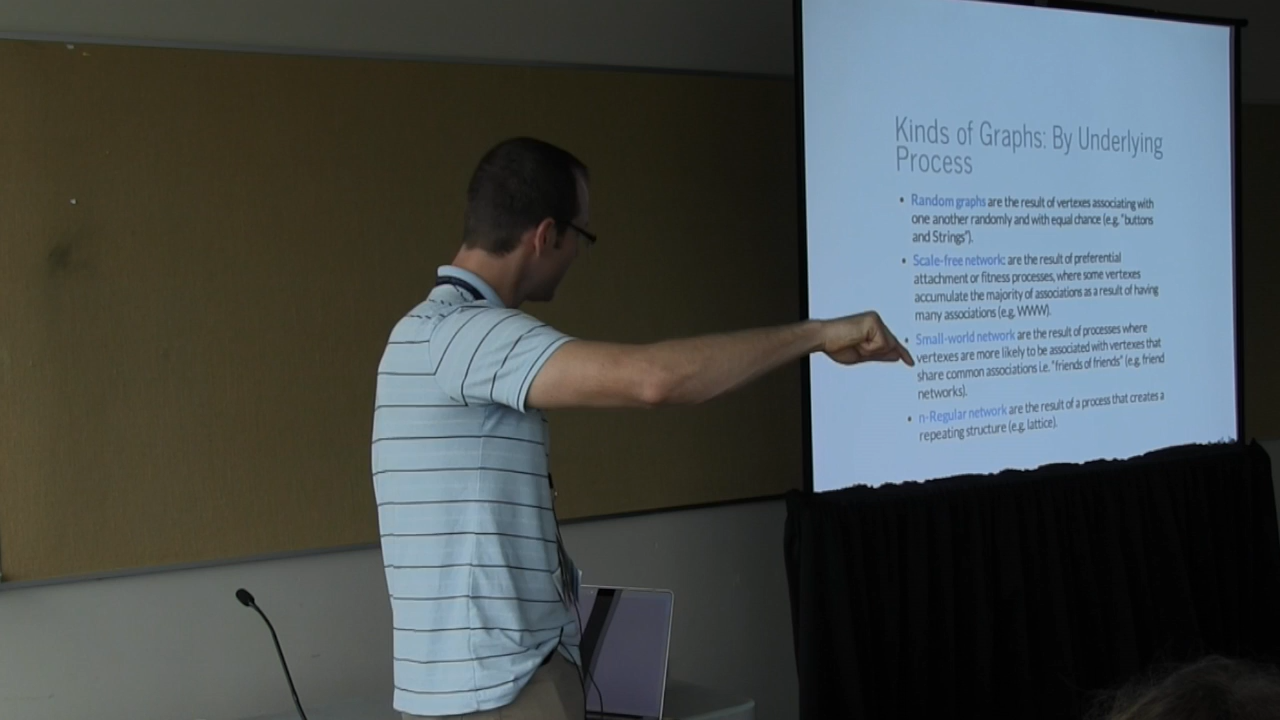 Kinds of Graphs: By Underlying
Process
• Random graphs are the result of vertexes associating with
one another randomly and with equal chance (e.g. "buttons
and Strings").
• Scale-free network are the result of preferential
attachment or fitness processes, where some vertexes
accumulate the majority of associations as a result of having
many associations (e.g. WWW).
• Small-world network are the result of processes where
vertexes are more likely to be associated with vertexes that
share common associations i.e. "friends of friends" (e.g. friend
networks).
• n-Regular network are the result of a process that creates a
repeating structure (e.g. lattice).